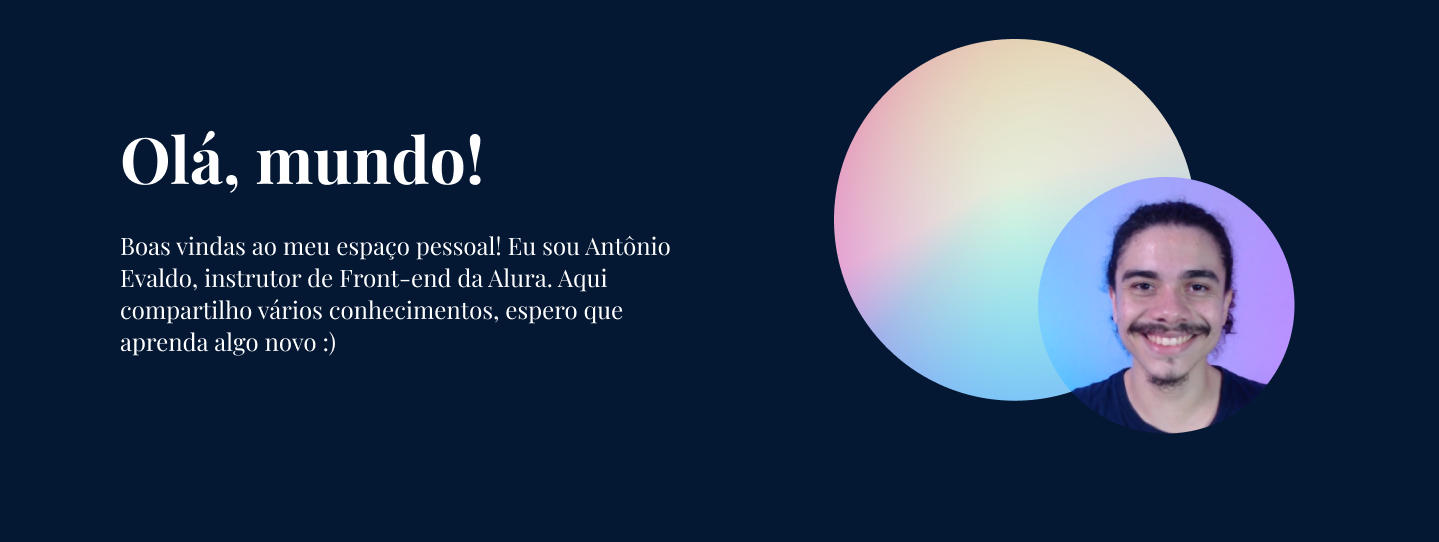 Olá, mundo!
Boas vindas ao meu espaço pessoal! Eu sou Antônio
Evaldo, instrutor de Front-end da Alura. Aqui
compartilho vários conhecimentos, espero que
aprenda algo novo :)